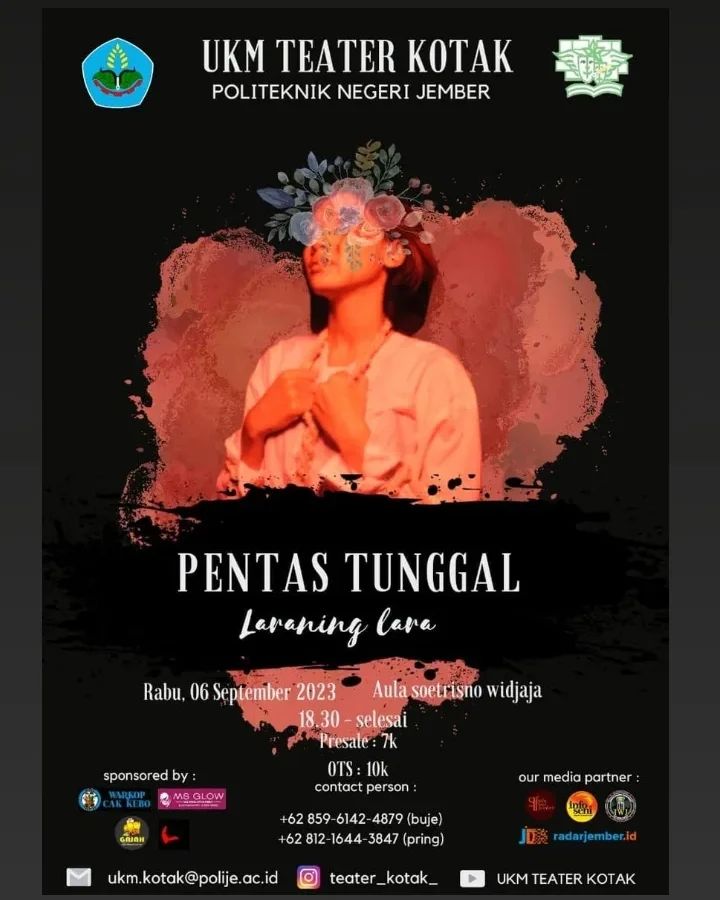 UKM TEATER KOTAK
POLITEKNIK NEGERI JEMBER
PENTAS TUNGGAL
Laraning lara
Rabu, 06 September 2023
Aula soetrisno widjaja
18.30 - selesai
Presale : 7k
OTS : 10k
sponsored by :
WARKOP
CAK KEBO
MS GLOW
GAJAH
contact person :
+62 859-6142-4879 (buje)
+62 812-1644-3847 (pring)
our media partner :
info
seni
radarjember.id
ukm.kotak@polije.ac.id
teater_kotak_
UKM TEATER KOTAK